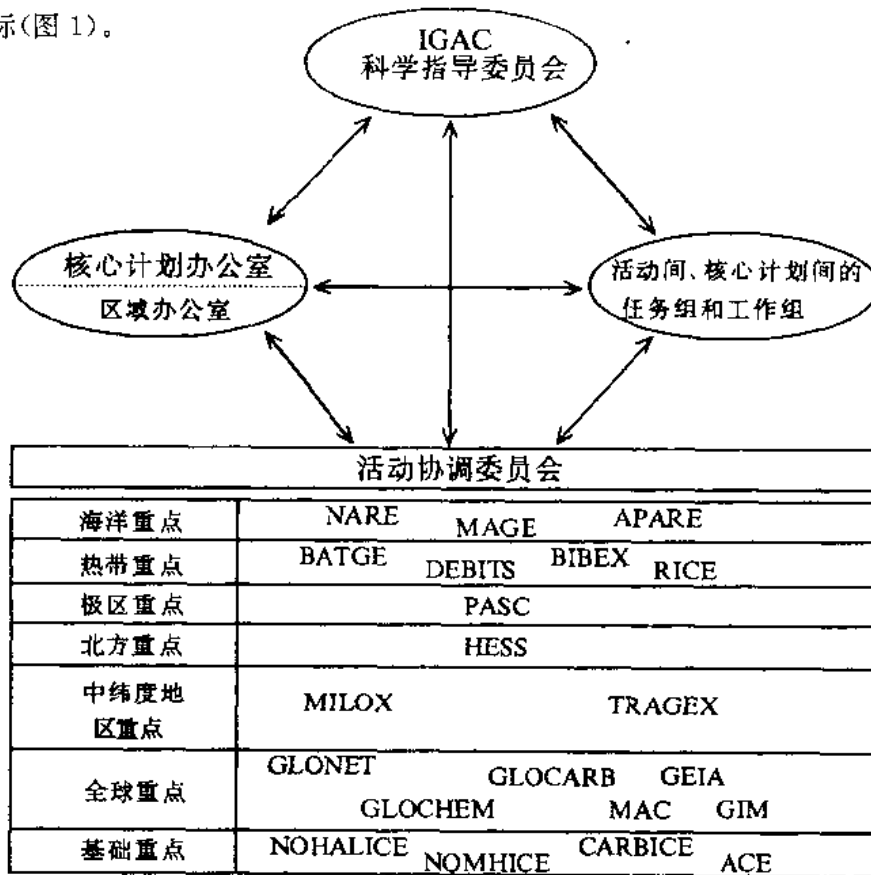 标(图 1)。
IGAC
科学指导委员会
核心计划办公室
区域办公室
活动间、核心计划间的
任务组和工作组
活动协调委员会
海洋重点 NARE MAGE APARE
热带重点 BATGE DEBITS BIBEX RICE
极区重点 PASC
北方重点 HESS
中纬度地
区重点
MILOX TRAGEX
全球重点
GLONET GLOCARB GEIA
GLOCHEM MAC GIM
基础重点 NOHALICE NOMHICE CARBICE ACE